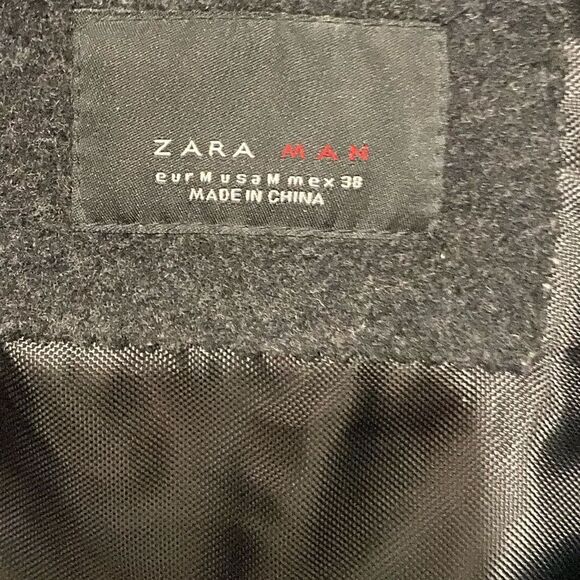 ZARA MAN
eur M usa M mex 38
MADE IN CHINA